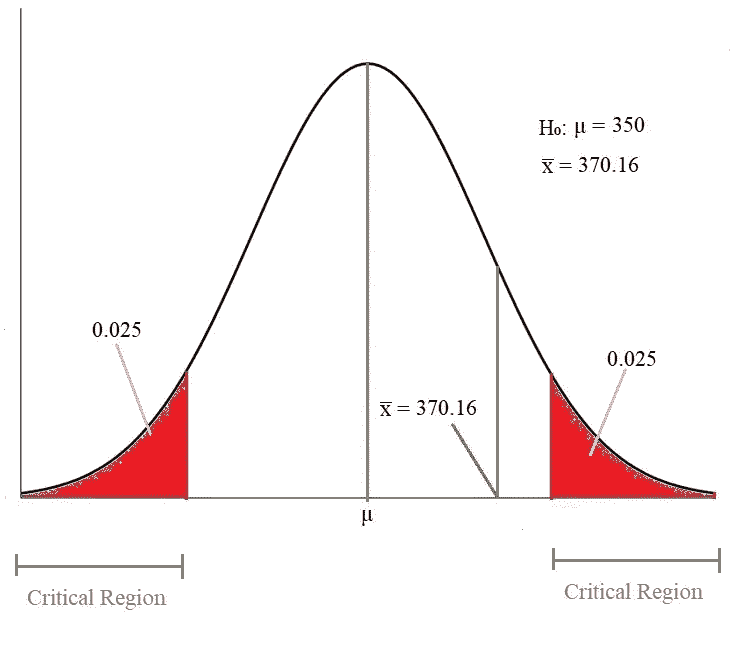 H₀: μ = 350
x̄ = 370.16
0.025
0.025
x̄ = 370.16
μ
Critical Region
Critical Region